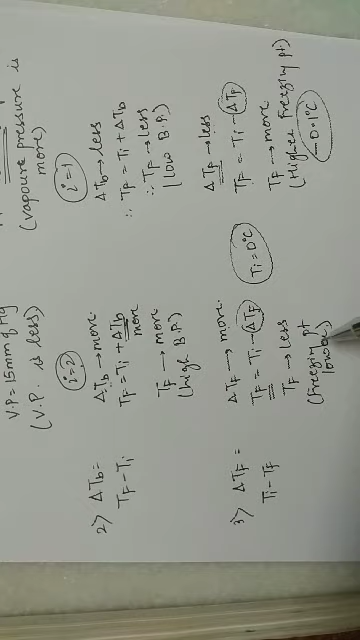 V.P = 15mm of Hg
(V.P. is less)
(vapoure pressure is
more)
i=2
i=1
2) ΔTb =
TF - Ti
ΔTb → more.
TF = Ti + ΔTb
more
TF → more
(high B.P.)
ΔTb → less
∴ TF = Ti + ΔTb
∴ TF → less
(low B.P.)
Ti = 0°C
3) ΔTF =
Ti - TF
ΔTF → more.
TF = Ti - ΔTF
TF → less
(Freezing pt
lower)
ΔTF → less
TF = Ti - ΔTF
TF → more
(Higher freezing pt.)
-0.1°C